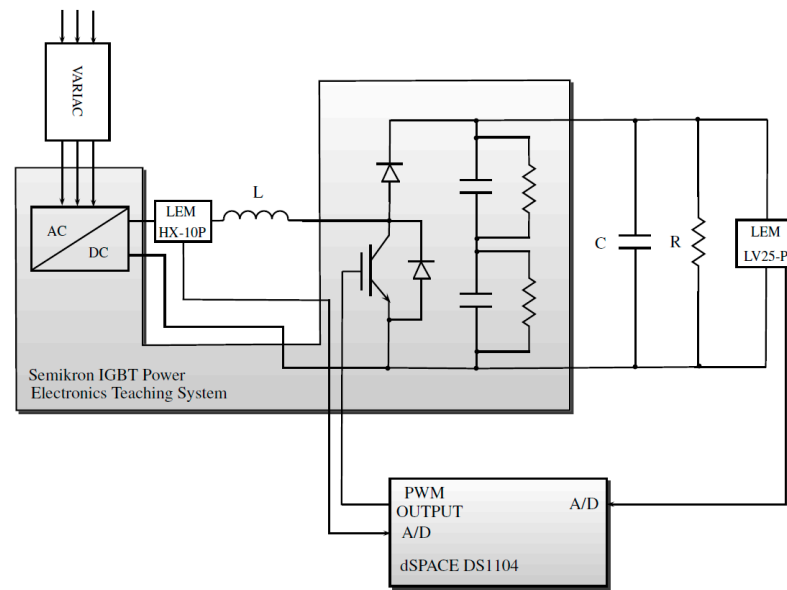 VARIAC
AC
DC
LEM
HX-10P
L
C
R
LEM
LV25-P
Semikron IGBT Power
Electronics Teaching System
PWM
OUTPUT
A/D
A/D
dSPACE DS1104